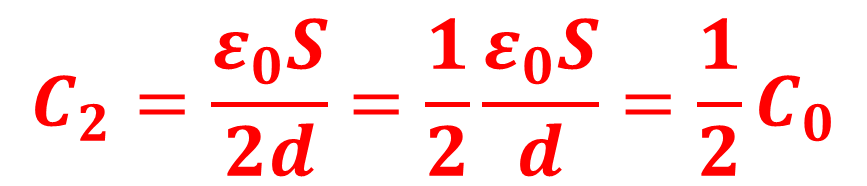 C₂ = ε₀S/2d = 1/2 ε₀S/d = 1/2 C₀